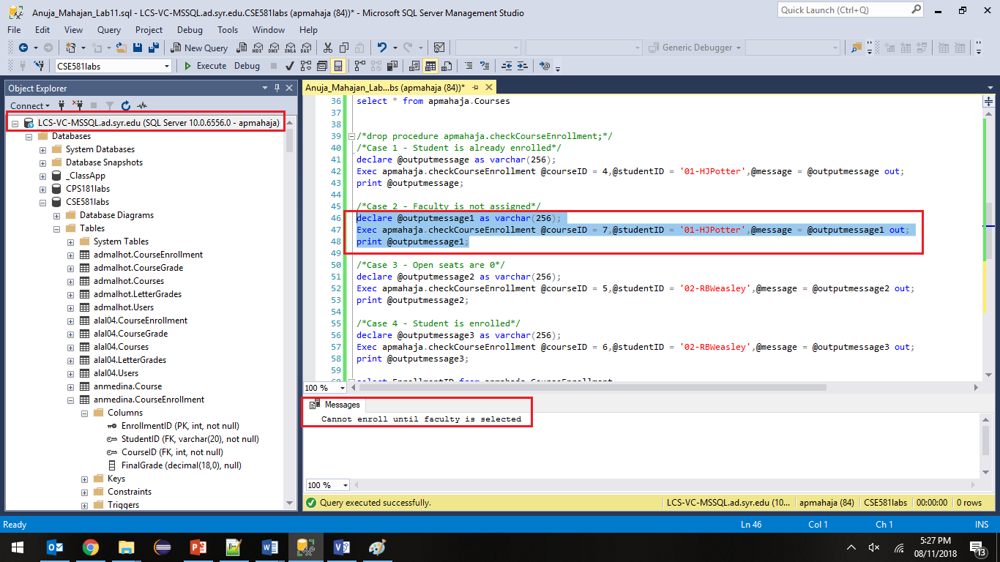 Anuja_Mahajan_Lab11.sql - LCS-VC-MSSQL.ad.syr.edu.CSE581labs (apmahaja (84))* - Microsoft SQL Server Management Studio
Quick Launch (Ctrl+Q)
File Edit View Query Project Debug Tools Window Help
New Query
MDX DMX XMLA DAX
Generic Debugger
CSE581labs
Execute Debug
Object Explorer
Connect
LCS-VC-MSSQL.ad.syr.edu (SQL Server 10.0.6556.0 - apmahaja)
Databases
System Databases
Database Snapshots
_ClassApp
CPS181labs
CSE581labs
Database Diagrams
Tables
System Tables
admalhot.CourseEnrollment
admalhot.CourseGrade
admalhot.Courses
admalhot.LetterGrades
admalhot.Users
alal04.CourseEnrollment
alal04.CourseGrade
alal04.Courses
alal04.LetterGrades
alal04.Users
anmedina.Course
anmedina.CourseEnrollment
Columns
EnrollmentID (PK, int, not null)
StudentID (FK, varchar(20), not null)
CourseID (FK, int, not null)
FinalGrade (decimal(18,0), null)
Keys
Constraints
Triggers
Anuja_Mahajan_Lab...bs (apmahaja (84))*
36 select * from apmahaja.Courses
37
38
39 /*drop procedure apmahaja.checkCourseEnrollment;*/
40 /*Case 1 - Student is already enrolled*/
41 declare @outputmessage as varchar(256);
42 Exec apmahaja.checkCourseEnrollment @courseID = 4,@studentID = '01-HJPotter',@message = @outputmessage out;
43 print @outputmessage;
44
45 /*Case 2 - Faculty is not assigned*/
46 declare @outputmessage1 as varchar(256);
47 Exec apmahaja.checkCourseEnrollment @courseID = 7,@studentID = '01-HJPotter',@message = @outputmessage1 out;
48 print @outputmessage1;
49
50 /*Case 3 - Open seats are 0*/
51 declare @outputmessage2 as varchar(256);
52 Exec apmahaja.checkCourseEnrollment @courseID = 5,@studentID = '02-RBWeasley',@message = @outputmessage2 out;
53 print @outputmessage2;
54
55 /*Case 4 - Student is enrolled*/
56 declare @outputmessage3 as varchar(256);
57 Exec apmahaja.checkCourseEnrollment @courseID = 6,@studentID = '02-RBWeasley',@message = @outputmessage3 out;
58 print @outputmessage3;
59
60 select EnrollmentID from apmahaja.CourseEnrollment
100 %
Messages
Cannot enroll until faculty is selected
100 %
Query executed successfully.
LCS-VC-MSSQL.ad.syr.edu (10... apmahaja (84) CSE581labs 00:00:00 0 rows
Ready
Ln 46 Col 1 Ch 1 INS
5:27 PM
08/11/2018
13